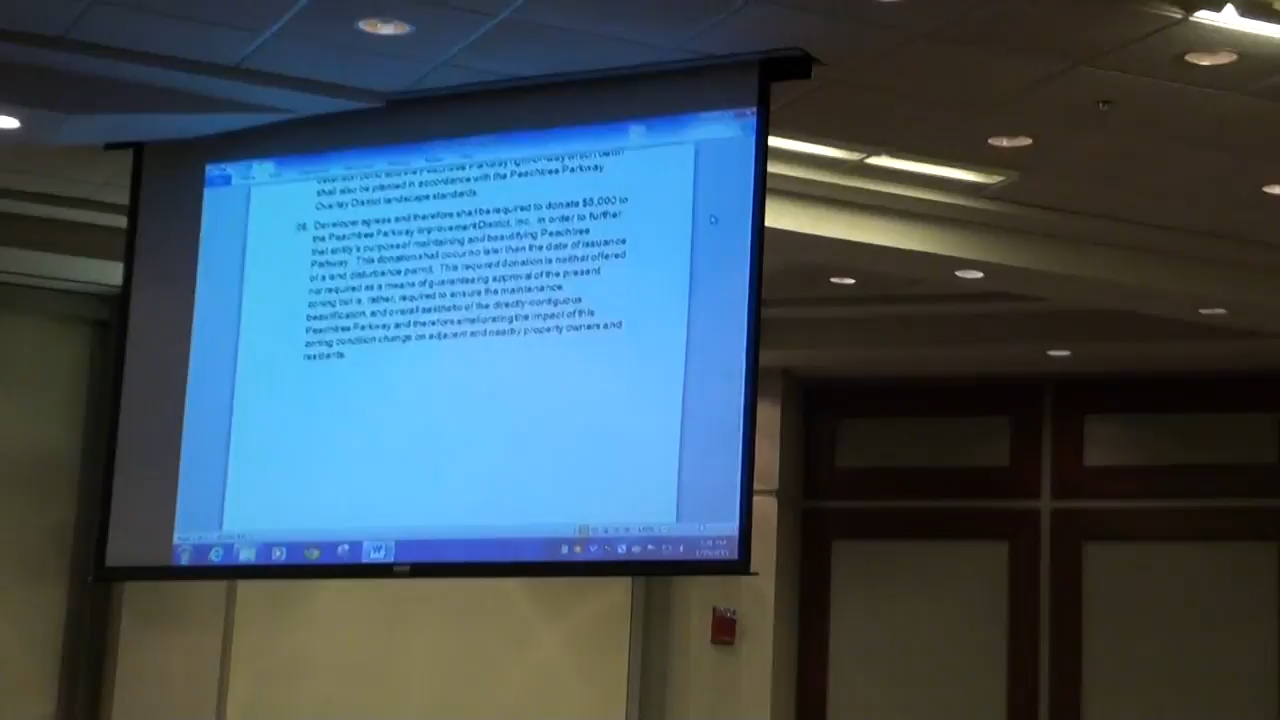 shall also be planted in accordance with the Peachtree Parkway
Overlay District landscape standards.
Developer agrees and therefore shall be required to donate $5,000 to
the Peachtree Parkway Improvement District, Inc. in order to further
that entity's purpose of maintaining and beautifying Peachtree
Parkway. This donation shall occur no later than the date of issuance
of a land disturbance permit. This required donation is neither offered
nor required as a means of guaranteeing approval of the present
zoning but is, rather, required to ensure the maintenance,
beautification, and overall aesthetic of the directly-contiguous
Peachtree Parkway and therefore ameliorating the impact of this
zoning condition change on adjacent and nearby property owners and
residents.